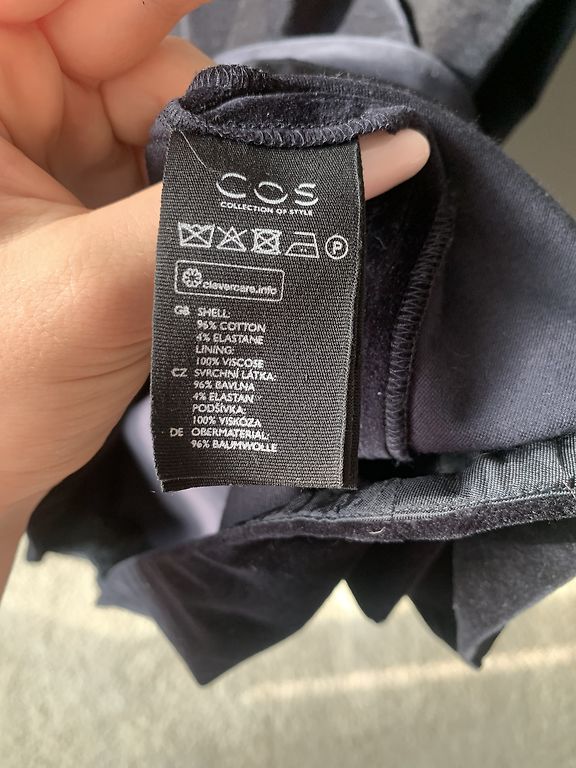 COS
COLLECTION OF STYLE
P
clevercare.info
GB SHELL:
96% COTTON
4% ELASTANE
LINING:
100% VISCOSE
CZ SVRCHNÍ LÁTKA:
96% BAVLNA
4% ELASTAN
PODŠÍVKA:
100% VISKÓZA
DE OBERMATERIAL:
96% BAUMWOLLE